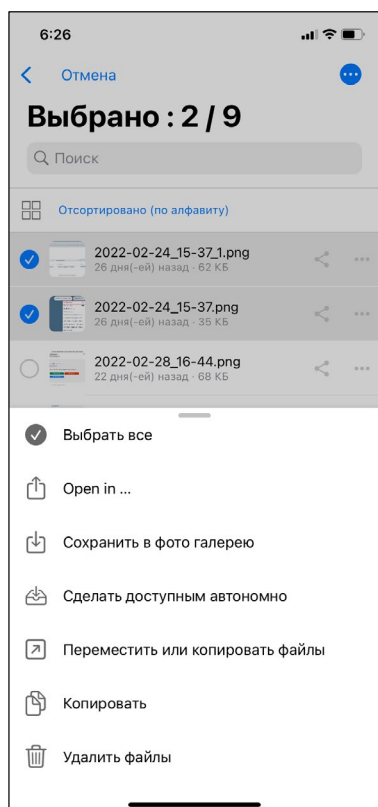 6:26
Отмена
Выбрано : 2 / 9
Поиск
Отсортировано (по алфавиту)
2022-02-24_15-37_1.png
26 дня(-ей) назад · 62 КБ
2022-02-24_15-37.png
26 дня(-ей) назад · 35 КБ
2022-02-28_16-44.png
22 дня(-ей) назад · 68 КБ
Выбрать все
Open in ...
Сохранить в фото галерею
Сделать доступным автономно
Переместить или копировать файлы
Копировать
Удалить файлы